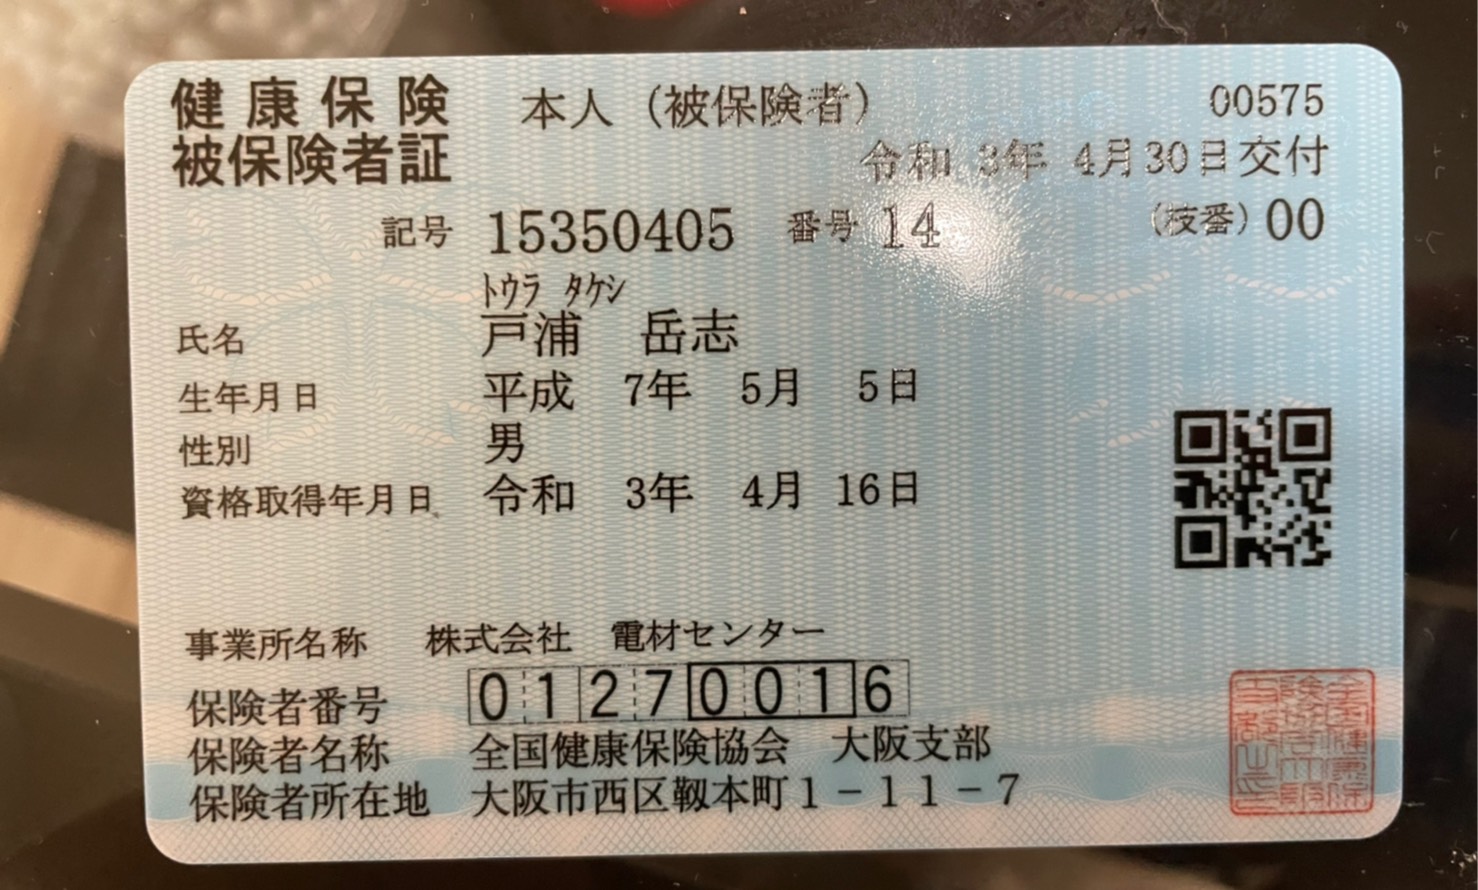 健康保険 本人（被保険者） 00575
被保険者証 令和 3年 4月30日交付
記号 15350405 番号 14 （枝番）00
ﾄｳﾗ ﾀｹｼ
氏名 戸浦 岳志
生年月日 平成 7年 5月 5日
性別 男
資格取得年月日 令和 3年 4月 16日
事業所名称 株式会社 電材センター
保険者番号 01270016
保険者名称 全国健康保険協会 大阪支部
保険者所在地 大阪市西区靱本町1－11－7